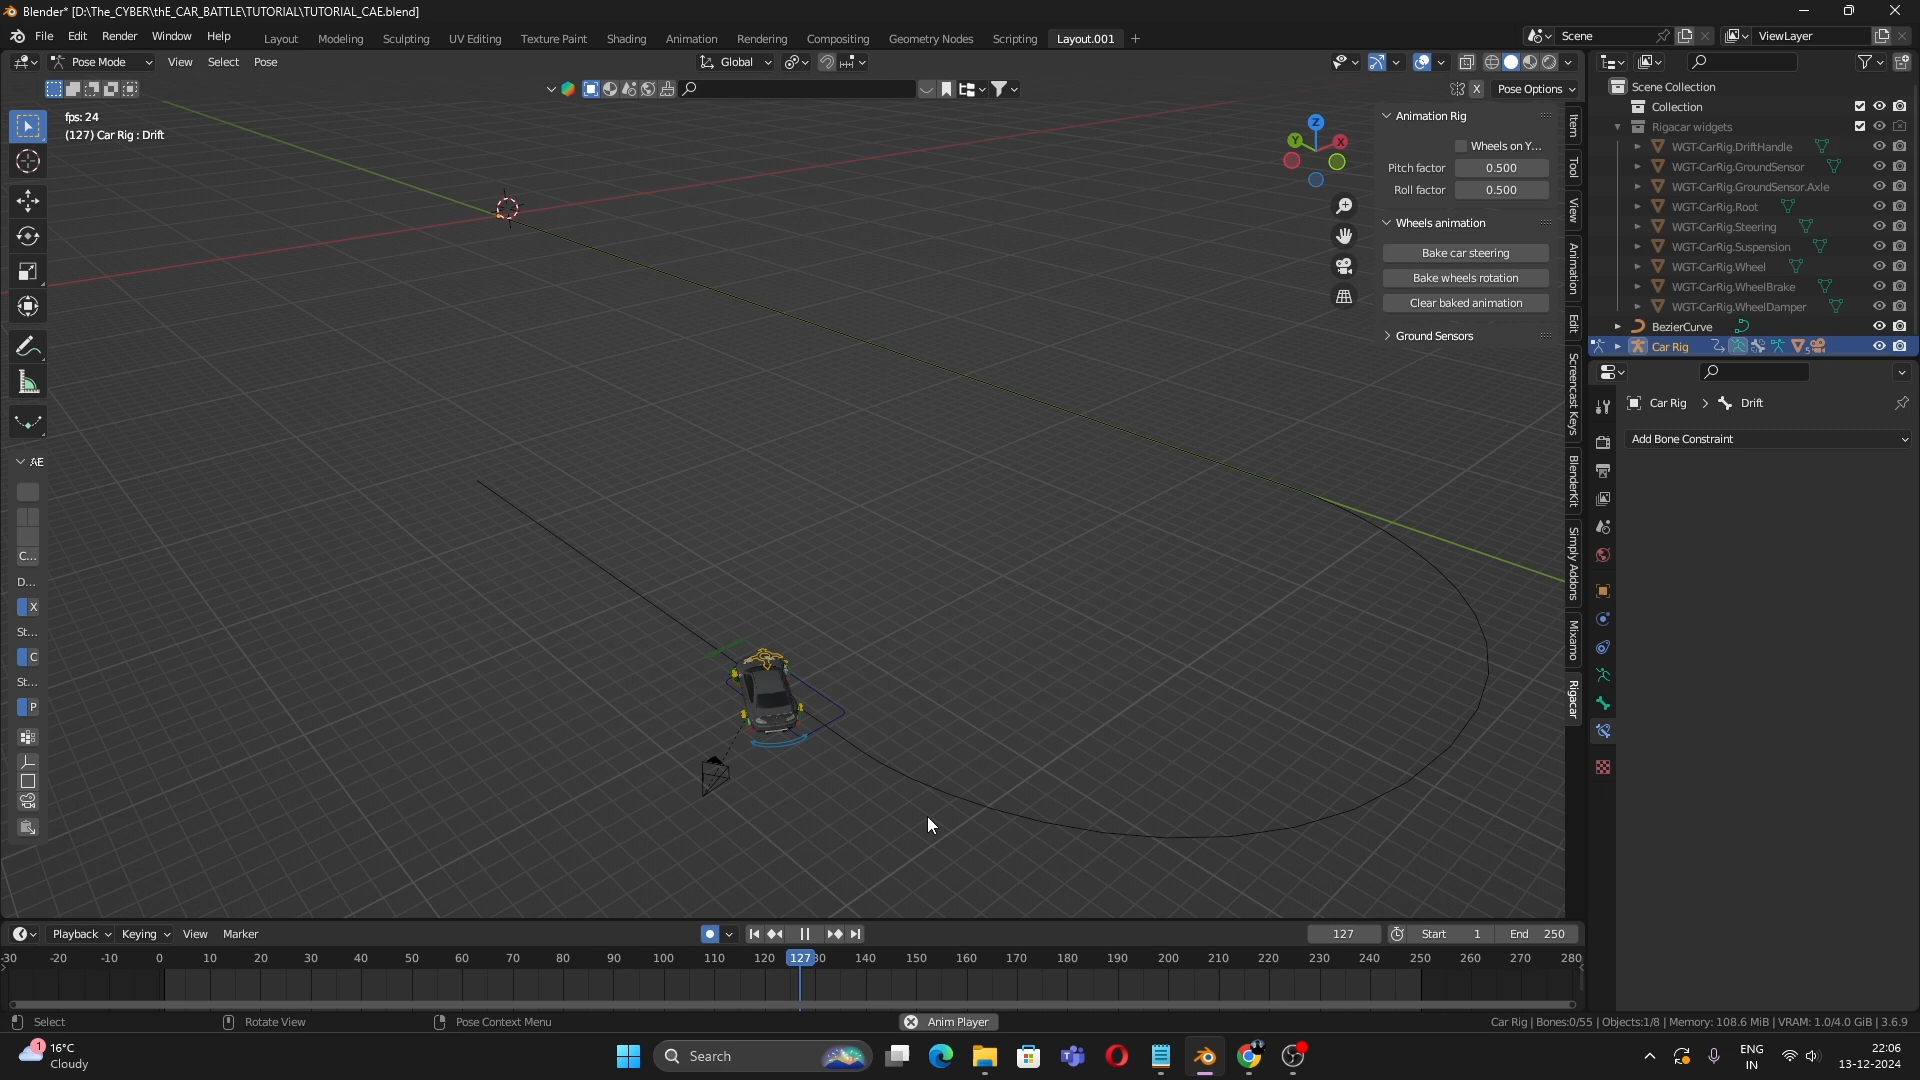 Blender* [D:\The_CYBER\thE_CAR_BATTLE\TUTORIAL\TUTORIAL_CAE.blend]
File Edit Render Window Help Layout Modeling Sculpting UV Editing Texture Paint Shading Animation Rendering Compositing Geometry Nodes Scripting Layout.001 + Scene ViewLayer
Pose Mode View Select Pose Global
X Pose Options
fps: 24
(127) Car Rig : Drift
Z
Y
X
Animation Rig
Wheels on Y...
Pitch factor 0.500
Roll factor 0.500
Wheels animation
Bake car steering
Bake wheels rotation
Clear baked animation
Ground Sensors
Item
Tool
View
Animation
Edit
Screencast Keys
BlenderKit
Simply Addons
Mixamo
Rigacar
AE
C...
D...
X
St...
C
St...
P
Scene Collection
Collection
Rigacar widgets
WGT-CarRig.DriftHandle
WGT-CarRig.GroundSensor
WGT-CarRig.GroundSensor.Axle
WGT-CarRig.Root
WGT-CarRig.Steering
WGT-CarRig.Suspension
WGT-CarRig.Wheel
WGT-CarRig.WheelBrake
WGT-CarRig.WheelDamper
BezierCurve
Car Rig 5
Car Rig > Drift
Add Bone Constraint
Playback Keying View Marker 127 Start 1 End 250
-30 -20 -10 0 10 20 30 40 50 60 70 80 90 100 110 120 127 30 140 150 160 170 180 190 200 210 220 230 240 250 260 270 280
Select Rotate View Pose Context Menu Anim Player Car Rig | Bones:0/55 | Objects:1/8 | Memory: 108.6 MiB | VRAM: 1.0/4.0 GiB | 3.6.9
1 16°C
Cloudy
Search
ENG
IN
22:06
13-12-2024